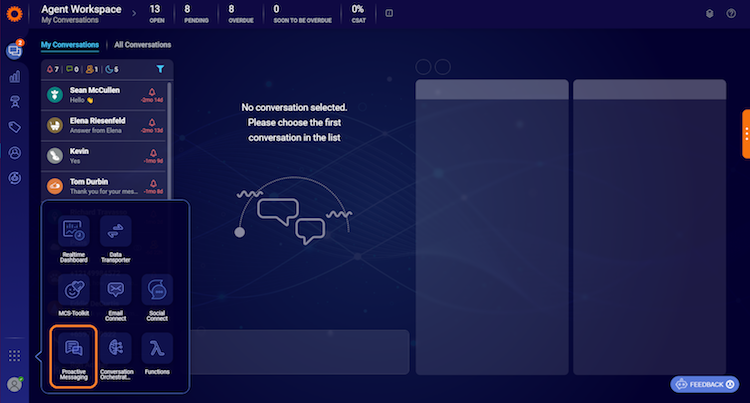 Agent Workspace
My Conversations
13
OPEN
8
PENDING
8
OVERDUE
0
SOON TO BE OVERDUE
0%
CSAT
2
My Conversations
All Conversations
7
0
1
5
Sean McCullen
Hello 👋
-2mo 14d
Elena Riesenfeld
Answer from Elena
-2mo 13d
Kevin
Yes
-1mo 9d
Tom Durbin
Thank you for your mes...
-1mo 8d
No conversation selected.
Please choose the first
conversation in the list
Realtime
Dashboard
Data
Transporter
MCS-Toolkit
Email
Connect
Social
Connect
Proactive
Messaging
Conversation
Orchestrat...
Functions
FEEDBACK